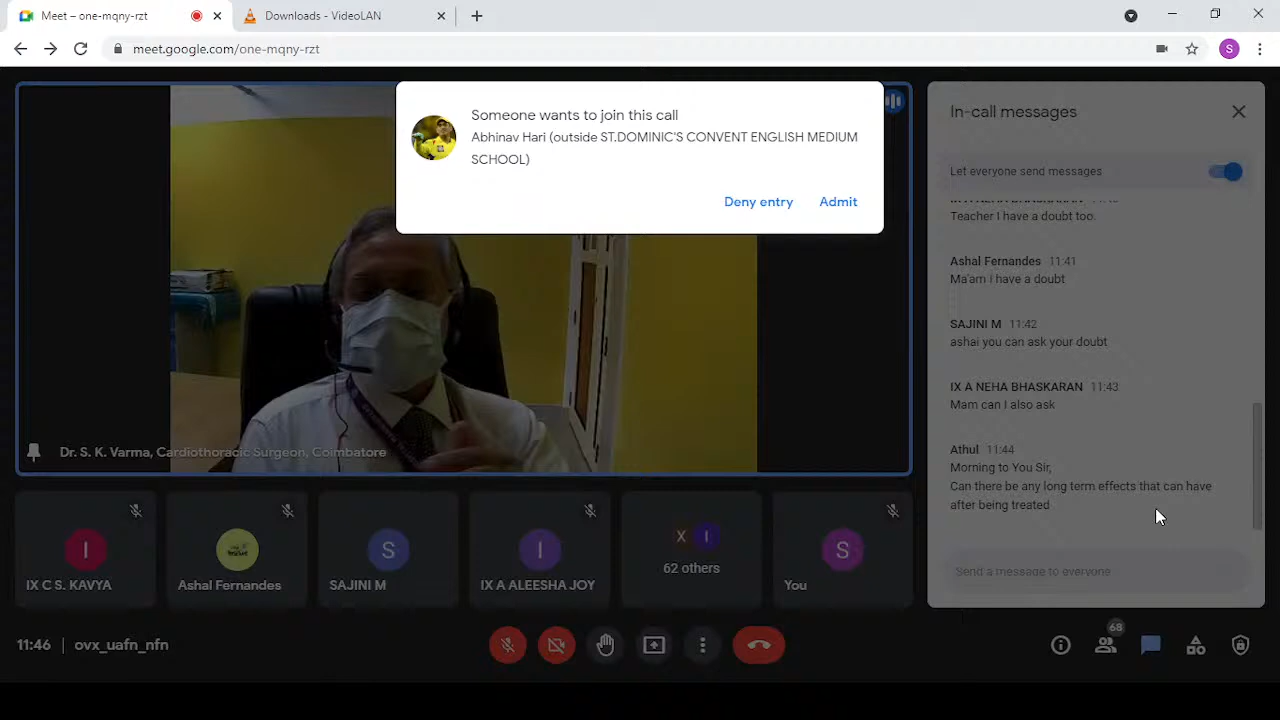 Meet – one-mqny-rzt
Downloads - VideoLAN
meet.google.com/one-mqny-rzt
S
Someone wants to join this call
Abhinav Hari (outside ST.DOMINIC'S CONVENT ENGLISH MEDIUM
SCHOOL)
Deny entry
Admit
Dr. S. K. Varma, Cardiothoracic Surgeon, Coimbatore
In-call messages
Let everyone send messages
Teacher I have a doubt too.
Ashal Fernandes 11:41
Ma'am I have a doubt
SAJINI M 11:42
ashai you can ask your doubt
IX A NEHA BHASKARAN 11:43
Mam can I also ask
Athul 11:44
Morning to You Sir,
Can there be any long term effects that can have
after being treated
Send a message to everyone
I
IX C S. KAVYA
Ashal Fernandes
S
SAJINI M
I
IX A ALEESHA JOY
X I
62 others
S
You
11:46 | ovx_uafn_nfn
68